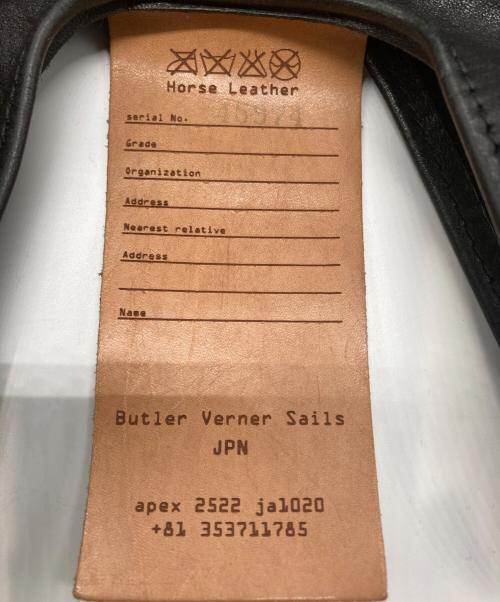 Horse Leather
serial No. 15974
Grade
Organization
Address
Nearest relative
Address
Name
Butler Verner Sails
JPN
apex 2522 ja1020
+81 353711785